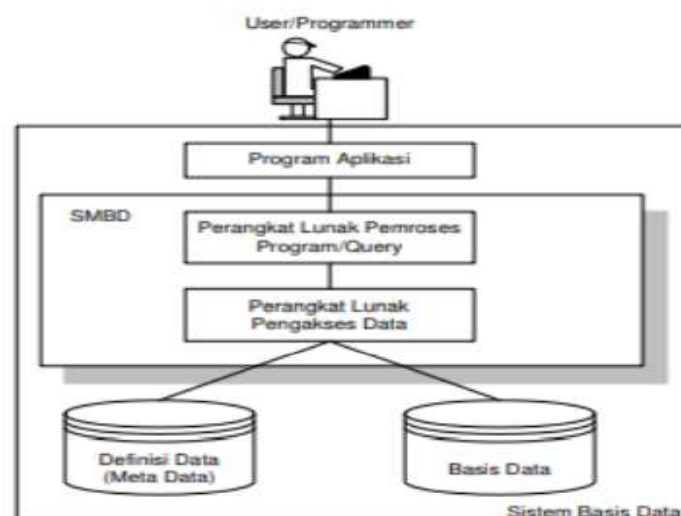 User/Programmer
Program Aplikasi
SMBD
Perangkat Lunak Pemroses
Program/Query
Perangkat Lunak
Pengakses Data
Definisi Data
(Meta Data)
Basis Data
Sistem Basis Data